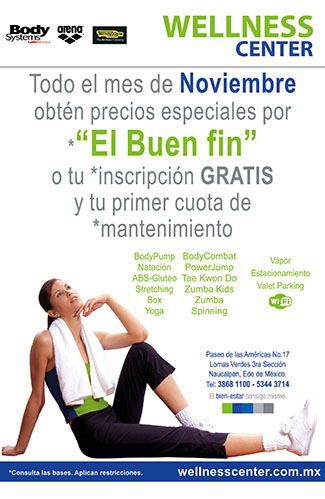 Body
Systems
arena
WELLNESS
CENTER
Todo el mes de Noviembre
obtén precios especiales por
*“El Buen fin”
o tu *inscripción GRATIS
y tu primer cuota de
*mantenimiento
BodyPump
Natación
ABS-Gluteo
Stretching
Box
Yoga
BodyCombat
PowerJump
Tae Kwon Do
Zumba Kids
Zumba
Spinning
Vapor
Estacionamiento
Valet Parking
WiFi
Paseo de las Américas No.17
Lomas Verdes 3ra Sección
Naucalpan, Edo de México.
Tel: 3868 1100 - 5344 3714
El bien-estar consigo mismo.
*Consulta las bases. Aplican restricciones.
wellnesscenter.com.mx